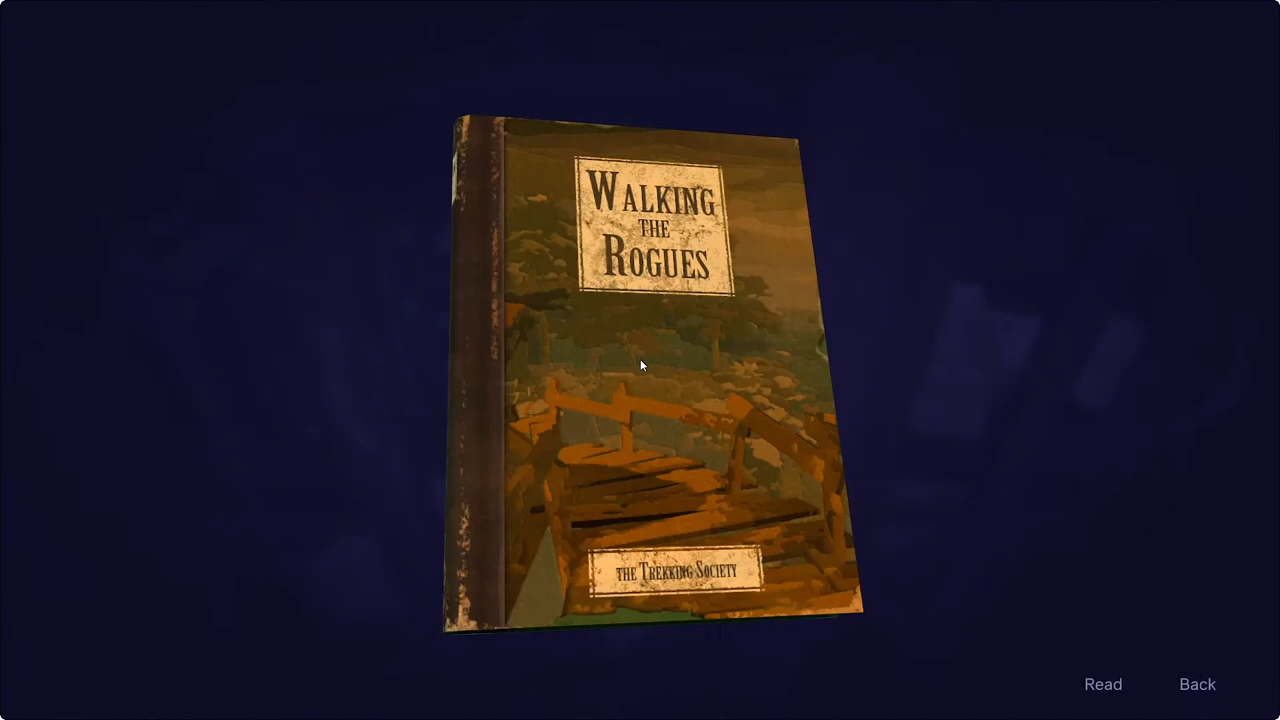 WALKING
THE
ROGUES
THE TREKKING SOCIETY
Read Back